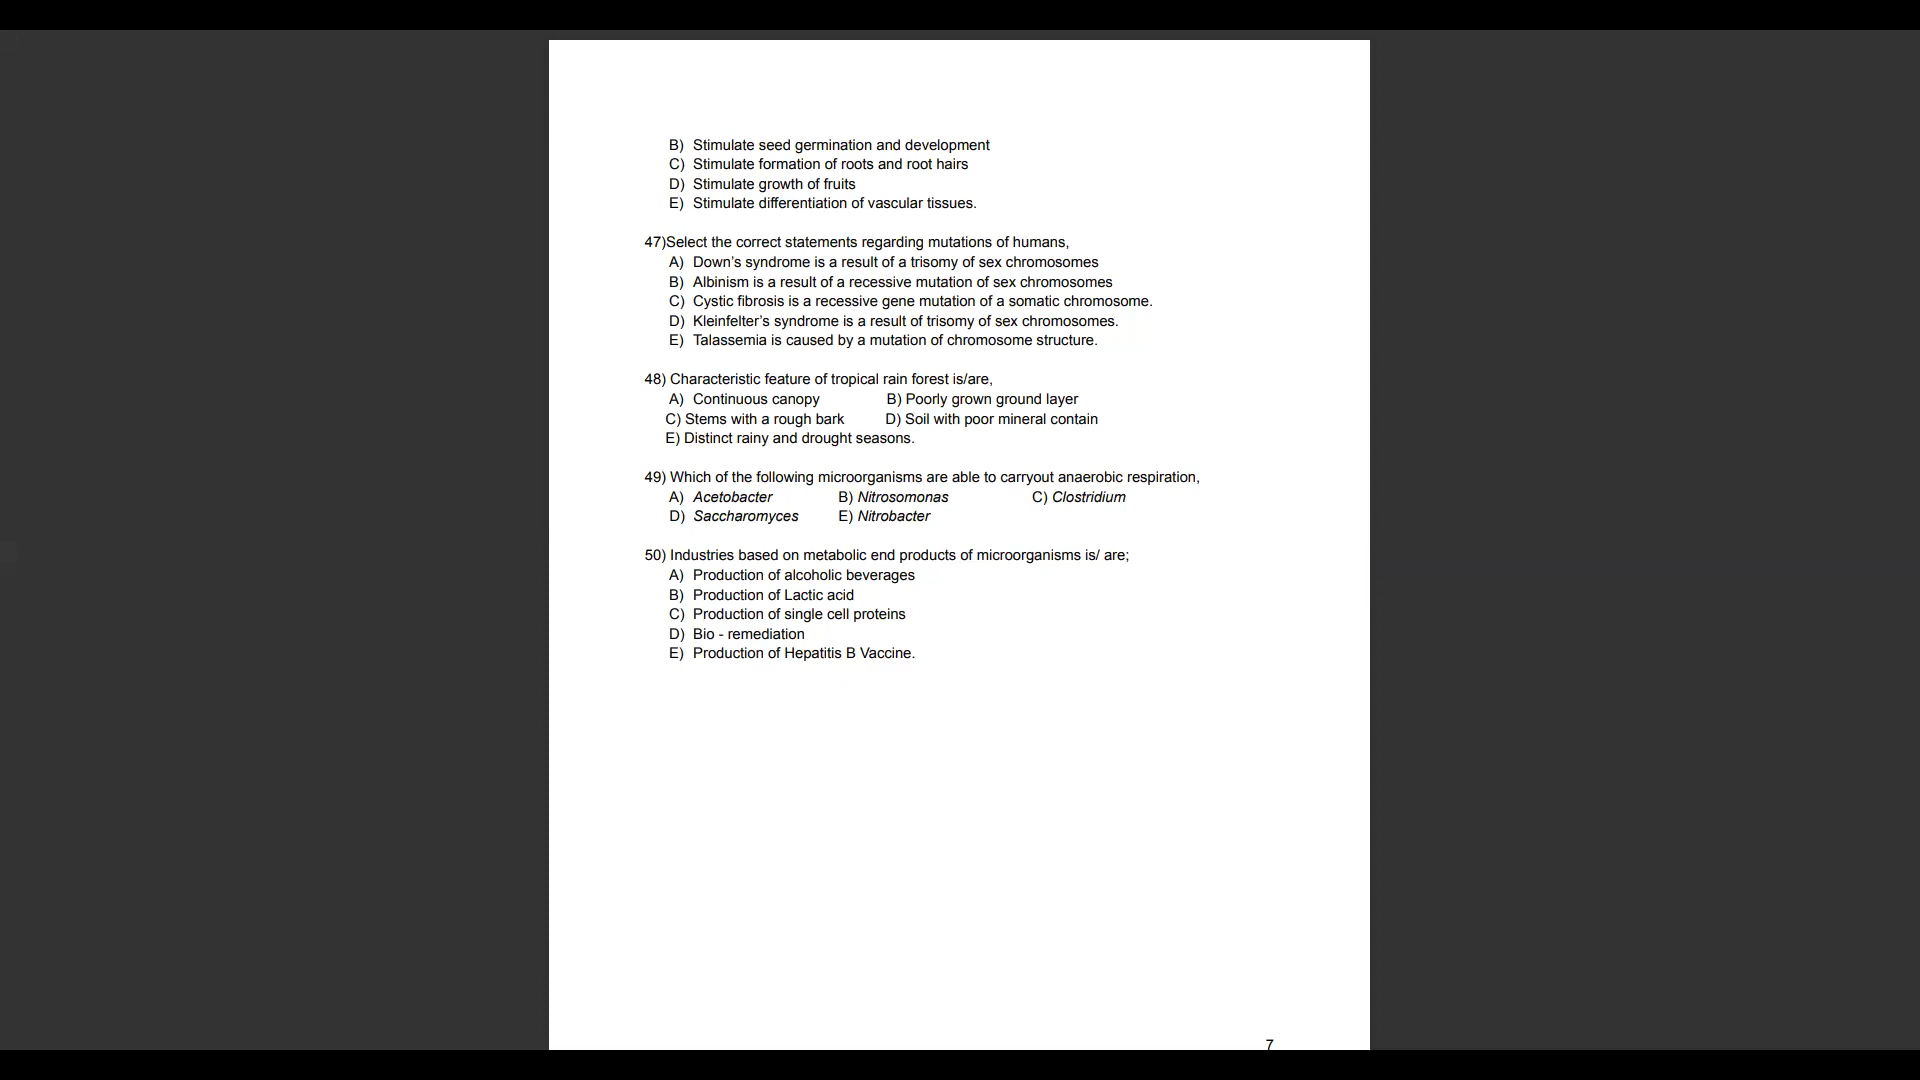 B) Stimulate seed germination and development
C) Stimulate formation of roots and root hairs
D) Stimulate growth of fruits
E) Stimulate differentiation of vascular tissues.
47)Select the correct statements regarding mutations of humans,
A) Down’s syndrome is a result of a trisomy of sex chromosomes
B) Albinism is a result of a recessive mutation of sex chromosomes
C) Cystic fibrosis is a recessive gene mutation of a somatic chromosome.
D) Kleinfelter’s syndrome is a result of trisomy of sex chromosomes.
E) Talassemia is caused by a mutation of chromosome structure.
48) Characteristic feature of tropical rain forest is/are,
A) Continuous canopy B) Poorly grown ground layer
C) Stems with a rough bark D) Soil with poor mineral contain
E) Distinct rainy and drought seasons.
49) Which of the following microorganisms are able to carryout anaerobic respiration,
A) Acetobacter B) Nitrosomonas C) Clostridium
D) Saccharomyces E) Nitrobacter
50) Industries based on metabolic end products of microorganisms is/ are;
A) Production of alcoholic beverages
B) Production of Lactic acid
C) Production of single cell proteins
D) Bio - remediation
E) Production of Hepatitis B Vaccine.
7